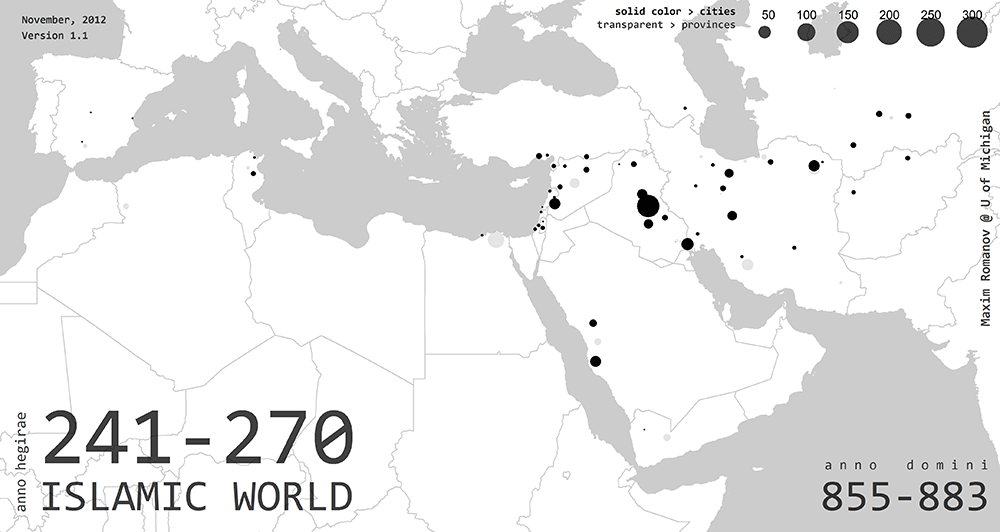 November, 2012
Version 1.1
solid color > cities
transparent > provinces
50 100 150 200 250 300
Maxim Romanov @ U of Michigan
anno hegirae
241-270
ISLAMIC WORLD
anno domini
855-883